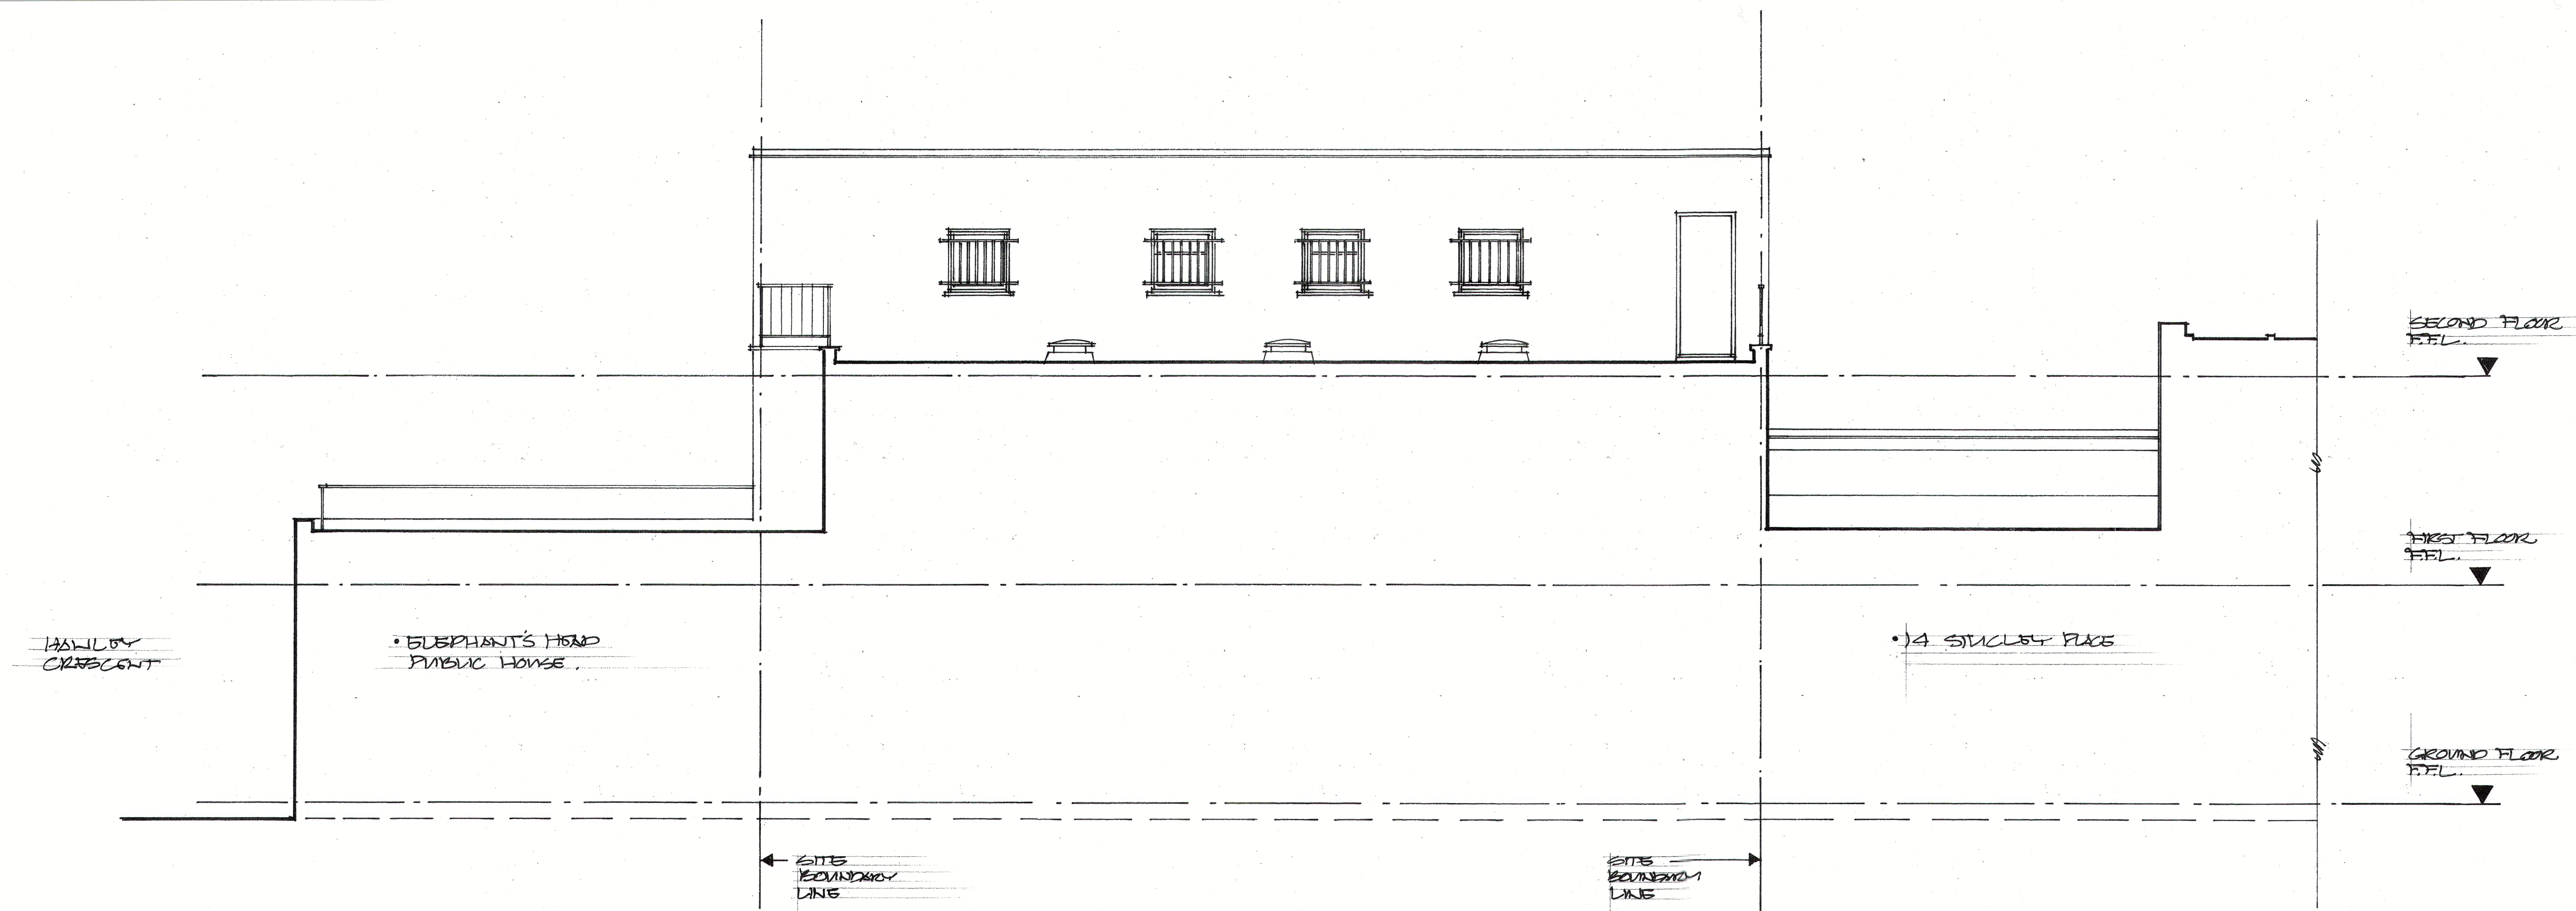 SECOND FLOOR
F.F.L.
FIRST FLOOR
F.F.L.
HAWLEY
CRESCENT
• ELEPHANT'S HEAD
PUBLIC HOUSE.
• 14 STUCLEY PLACE
GROUND FLOOR
F.F.L.
SITE
BOUNDARY
LINE
SITE
BOUNDARY
LINE